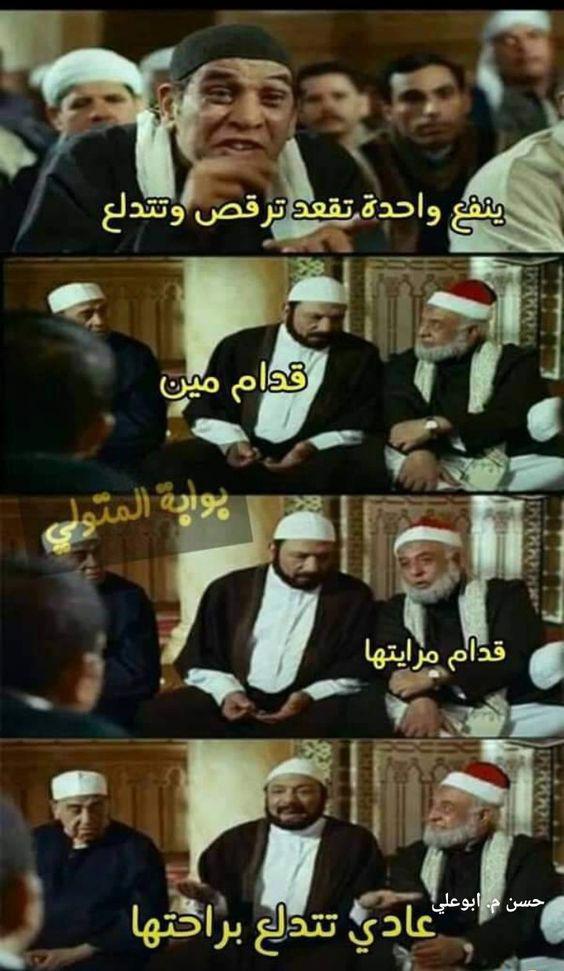 ينفع واحدة تقعد ترقص وتتدلع
قدام مين
بوابة المتولي
قدام مرايتها
حسن م. ابوعلي
عادي تتدلع براحتها